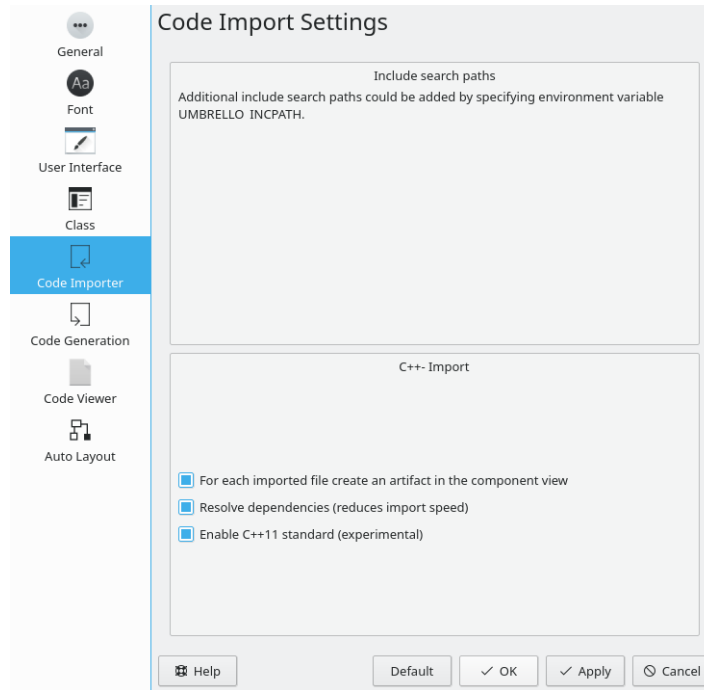 Code Import Settings
General
Aa
Font
User Interface
Class
Code Importer
Code Generation
Code Viewer
Auto Layout
Include search paths
Additional include search paths could be added by specifying environment variable
UMBRELLO INCPATH.
C++- Import
For each imported file create an artifact in the component view
Resolve dependencies (reduces import speed)
Enable C++11 standard (experimental)
Help
Default
OK
Apply
Cancel